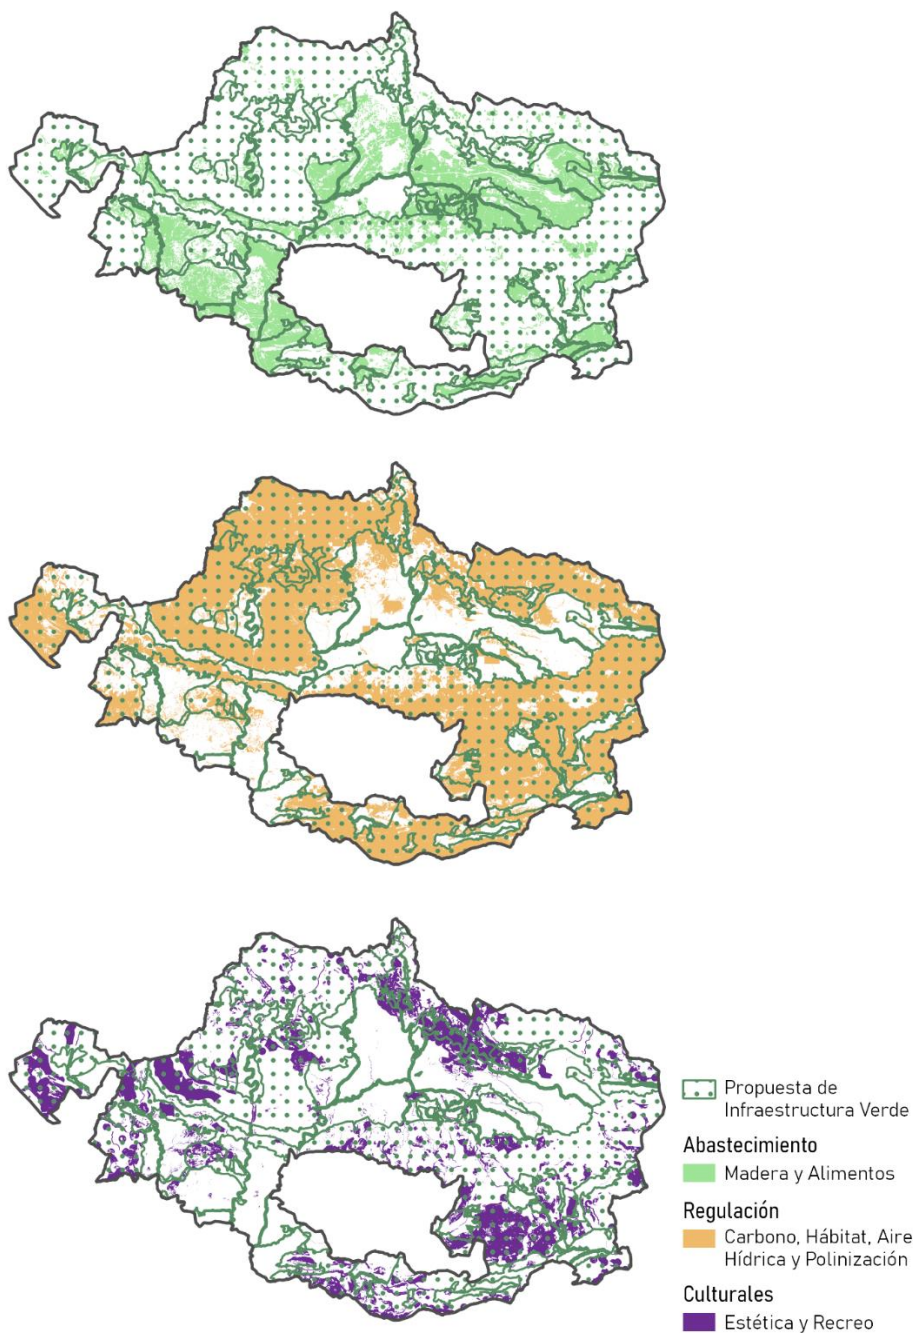 Propuesta de
Infraestructura Verde
Abastecimiento
Madera y Alimentos
Regulación
Carbono, Hábitat, Aire
Hídrica y Polinización
Culturales
Estética y Recreo